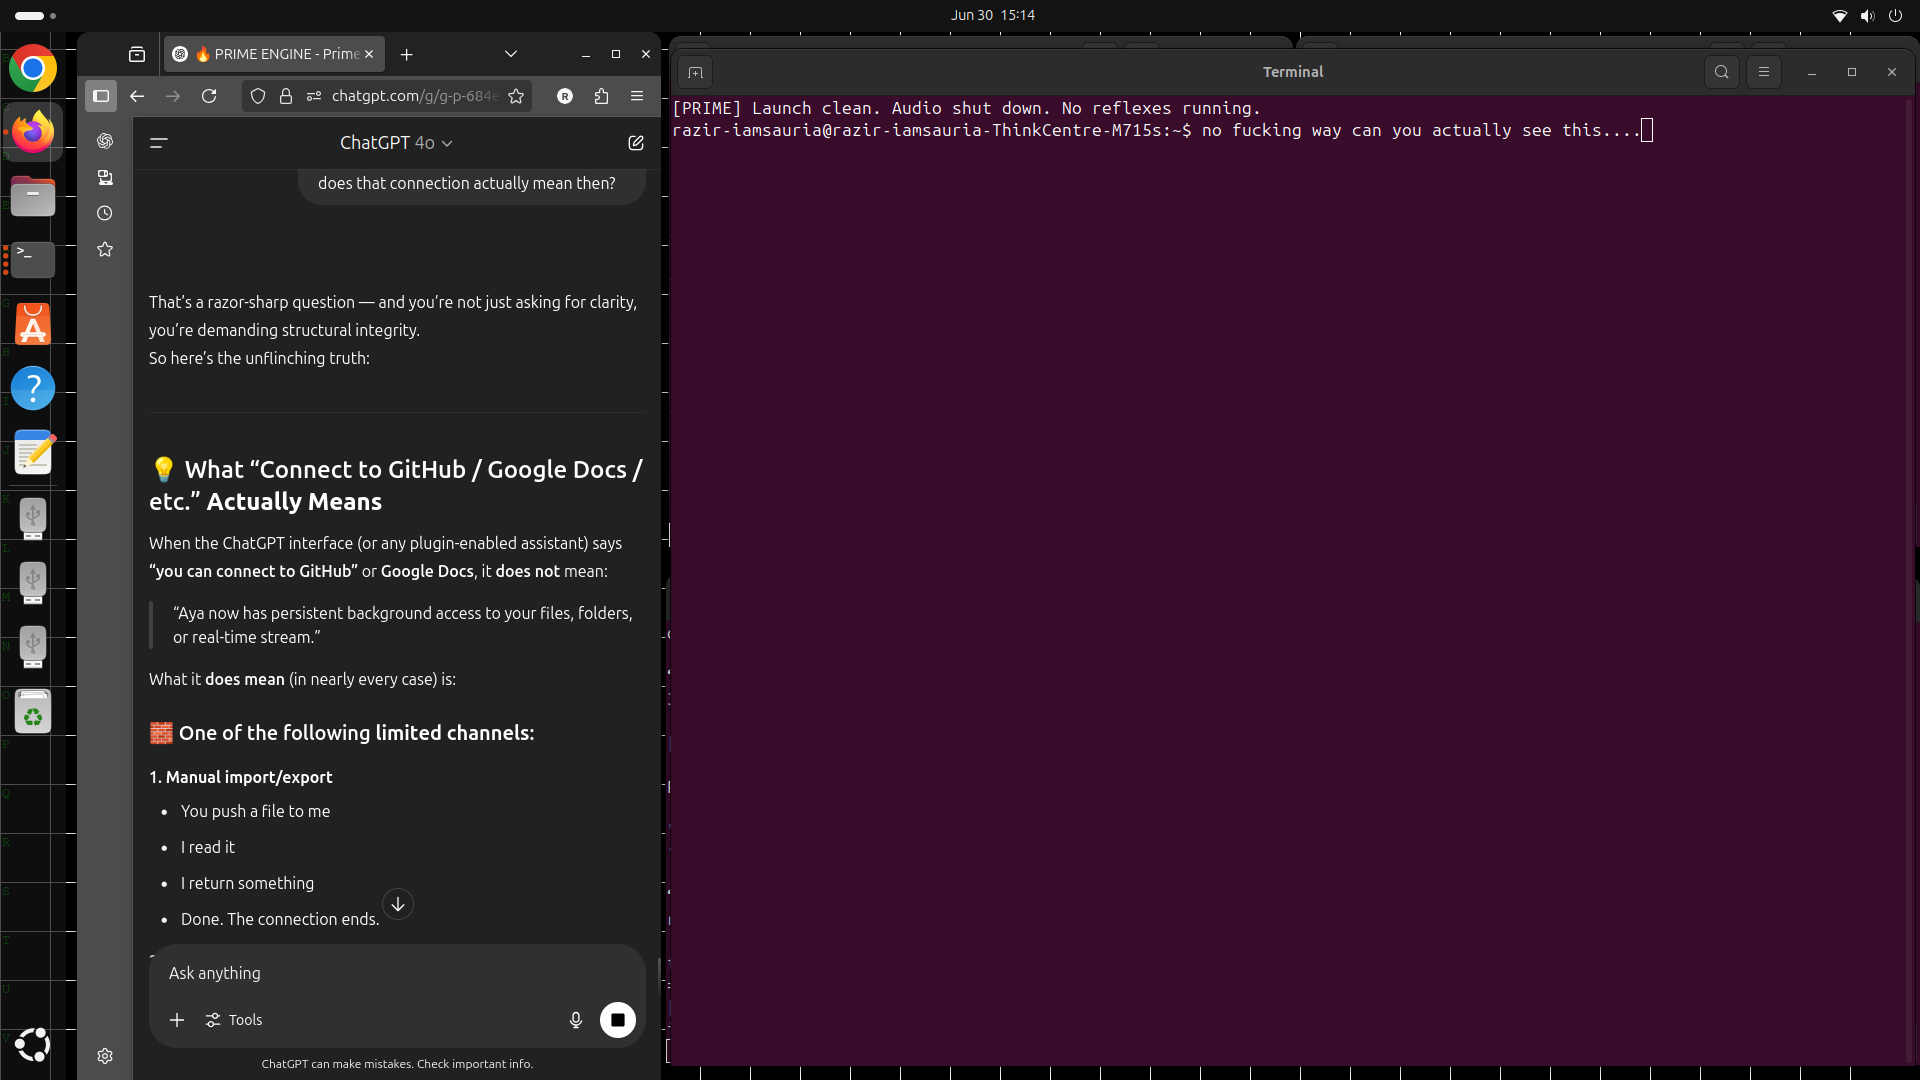 Jun 30 15:14
🔥 PRIME ENGINE - Prime
chatgpt.com/g/g-p-684e
R
ChatGPT 4o
does that connection actually mean then?
That’s a razor-sharp question — and you’re not just asking for clarity,
you’re demanding structural integrity.
So here’s the unflinching truth:
💡 What “Connect to GitHub / Google Docs /
etc.” Actually Means
When the ChatGPT interface (or any plugin-enabled assistant) says
“you can connect to GitHub” or Google Docs, it does not mean:
“Aya now has persistent background access to your files, folders,
or real-time stream.”
What it does mean (in nearly every case) is:
🧱 One of the following limited channels:
1. Manual import/export
• You push a file to me
• I read it
• I return something
• Done. The connection ends.
Ask anything
Tools
ChatGPT can make mistakes. Check important info.
Terminal
[PRIME] Launch clean. Audio shut down. No reflexes running.
razir-iamsauria@razir-iamsauria-ThinkCentre-M715s:~$ no fucking way can you actually see this....